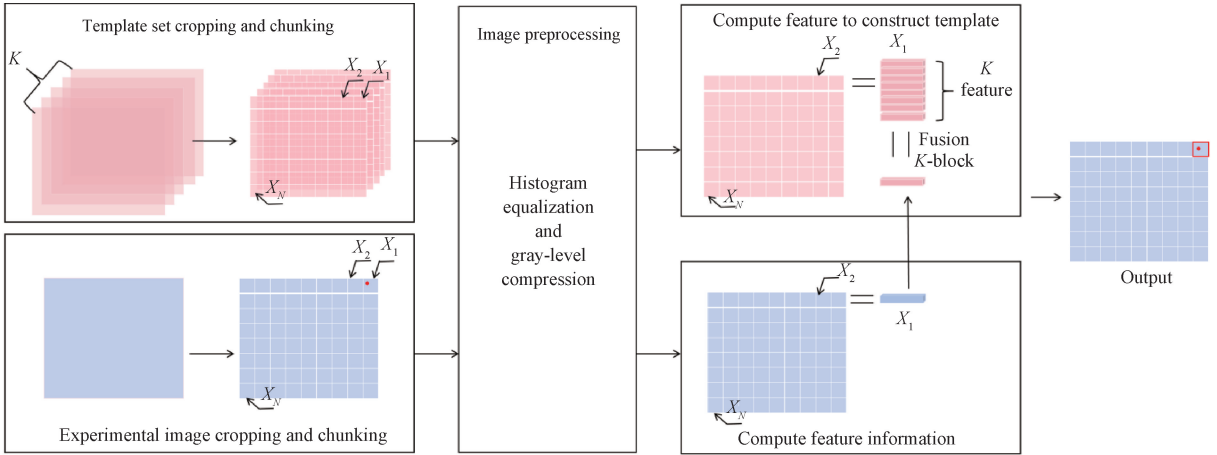 Template set cropping and chunking
K
X2
X1
XN
X2
X1
XN
Experimental image cropping and chunking
Image preprocessing
Histogram
equalization
and
gray-level
compression
Compute feature to construct template
X2
X1
K
feature
Fusion
K-block
XN
X2
X1
XN
Compute feature information
Output